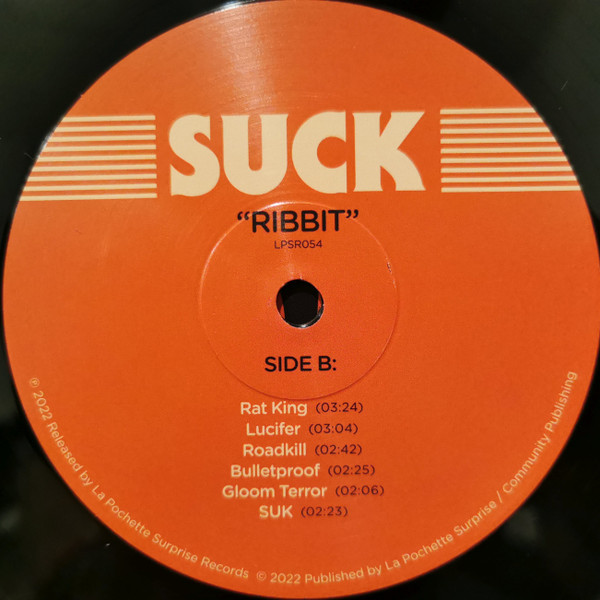 SUCK
“RIBBIT”
LPSR054
SIDE B:
Rat King (03:24)
Lucifer (03:04)
Roadkill (02:42)
Bulletproof (02:25)
Gloom Terror (02:06)
SUK (02:23)
℗ 2022 Released by La Pochette Surprise Records © 2022 Published by La Pochette Surprise / Community Publishing